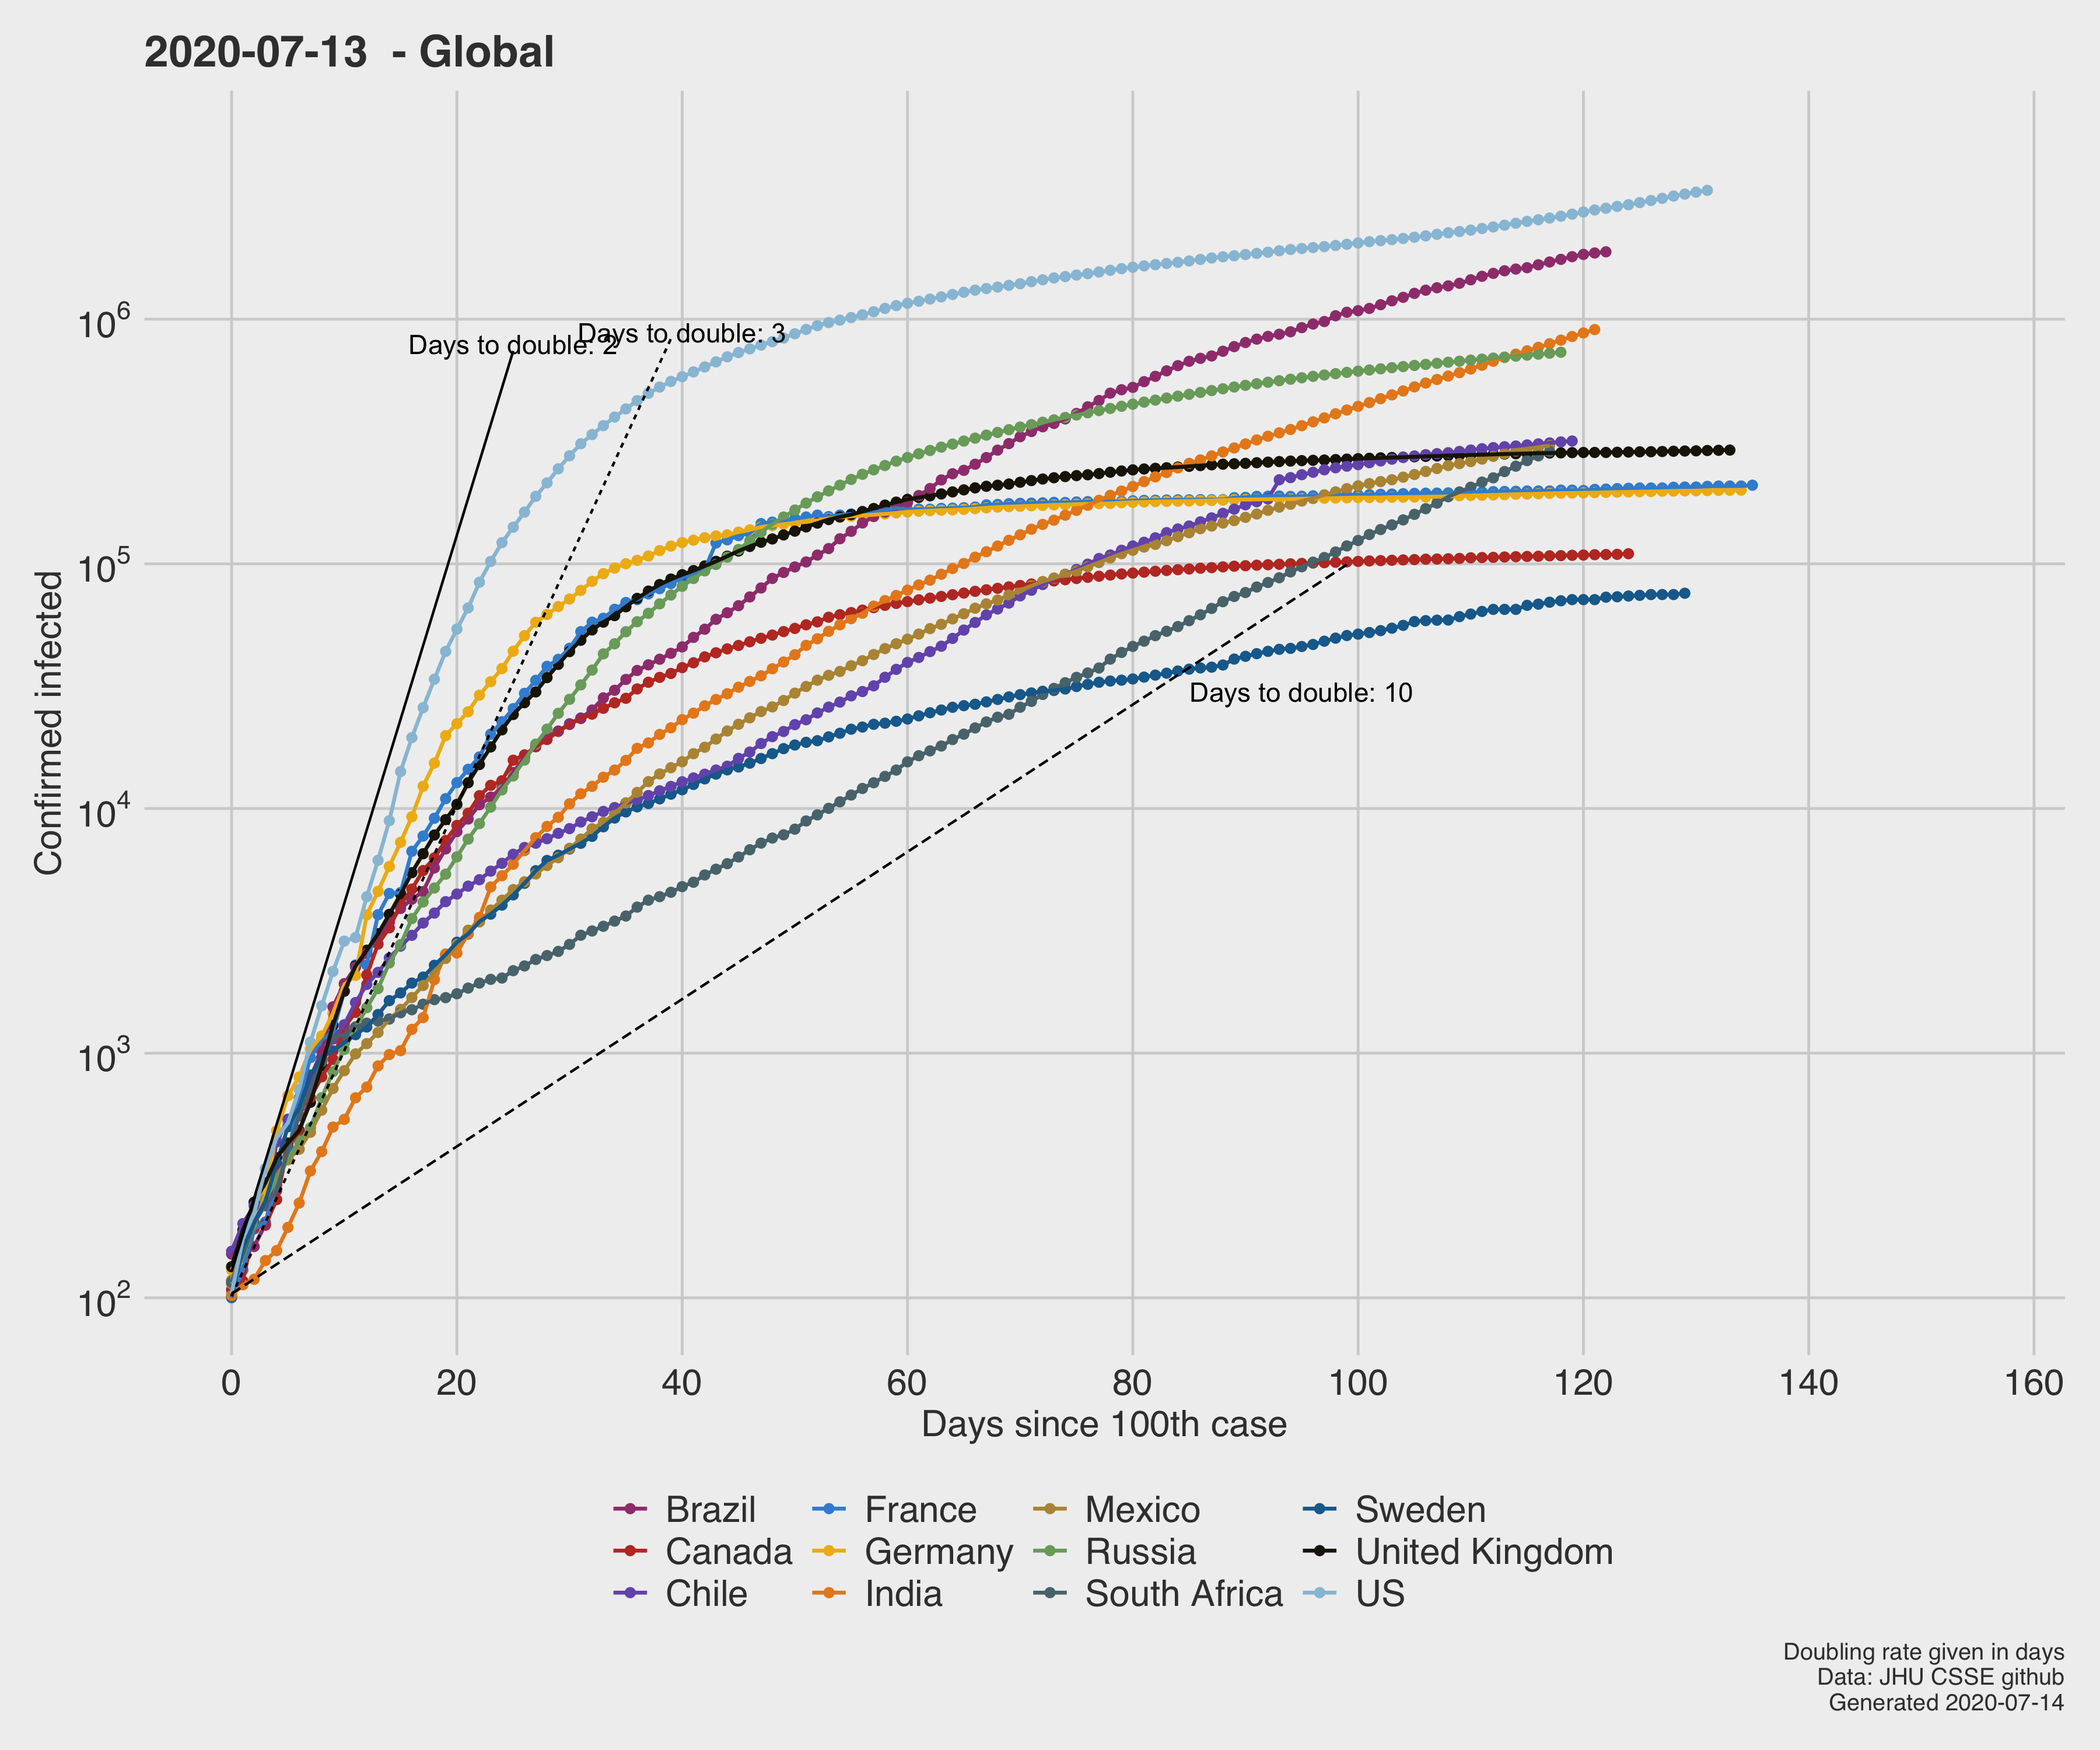 2020-07-13 - Global
Confirmed infected
10^6
10^5
10^4
10^3
10^2
Days to double: 2
Days to double: 3
Days to double: 10
0 20 40 60 80 100 120 140 160
Days since 100th case
Brazil France Mexico Sweden
Canada Germany Russia United Kingdom
Chile India South Africa US
Doubling rate given in days
Data: JHU CSSE github
Generated 2020-07-14